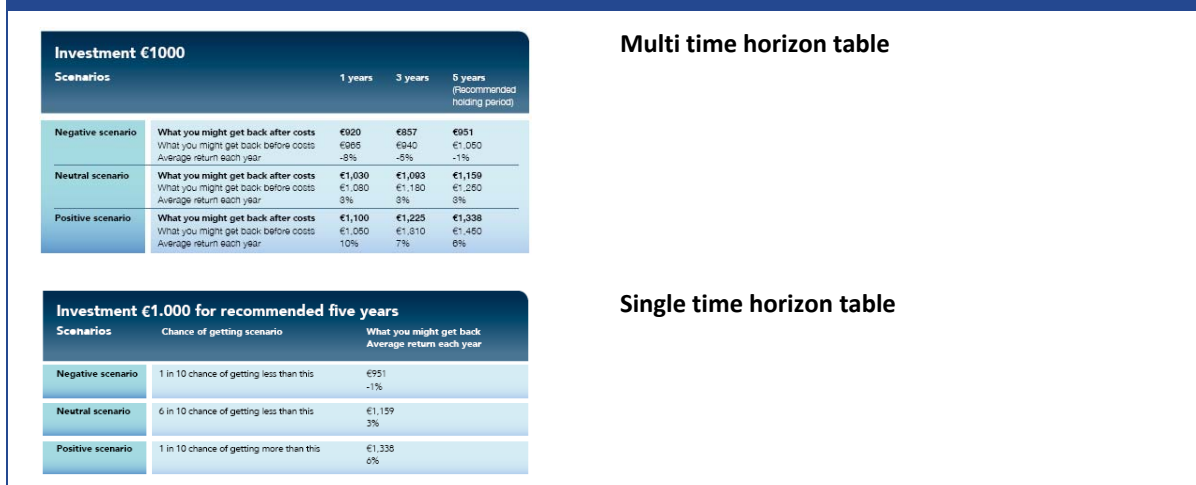 Multi time horizon table
Investment €1000
Scenarios 1 years 3 years 5 years
(Recommended
holding period)
Negative scenario What you might get back after costs €920 €857 €951
What you might get back before costs €940 €1,050
Average return each year -8% -5% -1%
Neutral scenario What you might get back after costs €1,030 €1,093 €1,159
What you might get back before costs €1,080 €1,180 €1,250
Average return each year 3% 3% 3%
Positive scenario What you might get back after costs €1,100 €1,225 €1,338
What you might get back before costs €1,050 €1,310 €1,450
Average return each year 10% 7% 6%
Single time horizon table
Investment €1.000 for recommended five years
Scenarios Chance of getting scenario What you might get back
Average return each year
Negative scenario 1 in 10 chance of getting less than this €951
-1%
Neutral scenario 6 in 10 chance of getting less than this €1,159
3%
Positive scenario 1 in 10 chance of getting more than this €1,338
6%